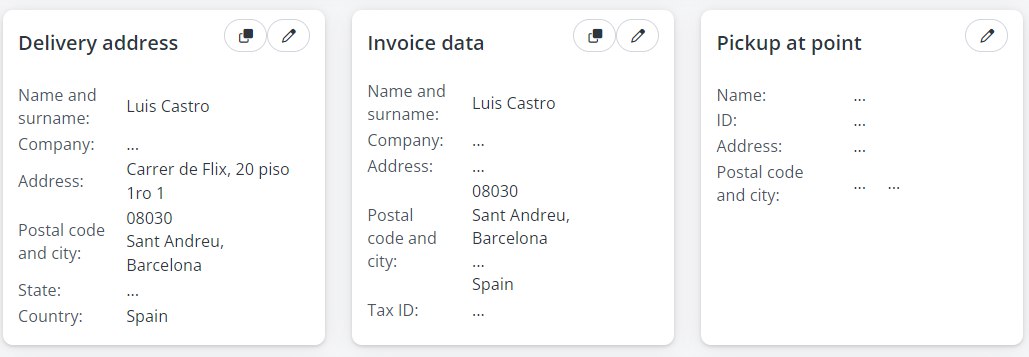 Delivery address
Name and
surname:
Luis Castro
Company:
...
Address:
Carrer de Flix, 20 piso
1ro 1
Postal code
and city:
08030
Sant Andreu,
Barcelona
State:
...
Country:
Spain
Invoice data
Name and
surname:
Luis Castro
Company:
...
Address:
...
Postal
code and
city:
08030
Sant Andreu,
Barcelona
...
Spain
Tax ID:
...
Pickup at point
Name:
...
ID:
...
Address:
...
Postal code
and city:
... ...